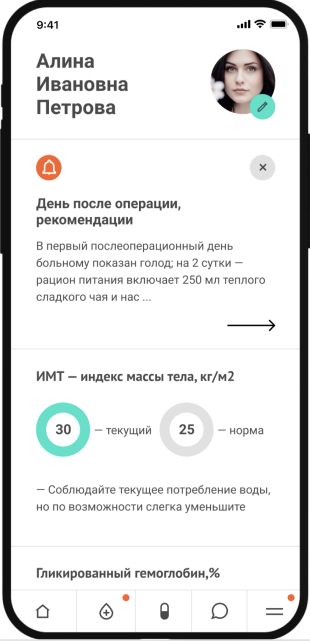 9:41
Алина
Ивановна
Петрова
День после операции,
рекомендации
В первый послеоперационный день
больному показан голод; на 2 сутки —
рацион питания включает 250 мл теплого
сладкого чая и нас ...
ИМТ — индекс массы тела, кг/м2
30 — текущий 25 — норма
— Соблюдайте текущее потребление воды,
но по возможности слегка уменьшите
Гликированный гемоглобин,%